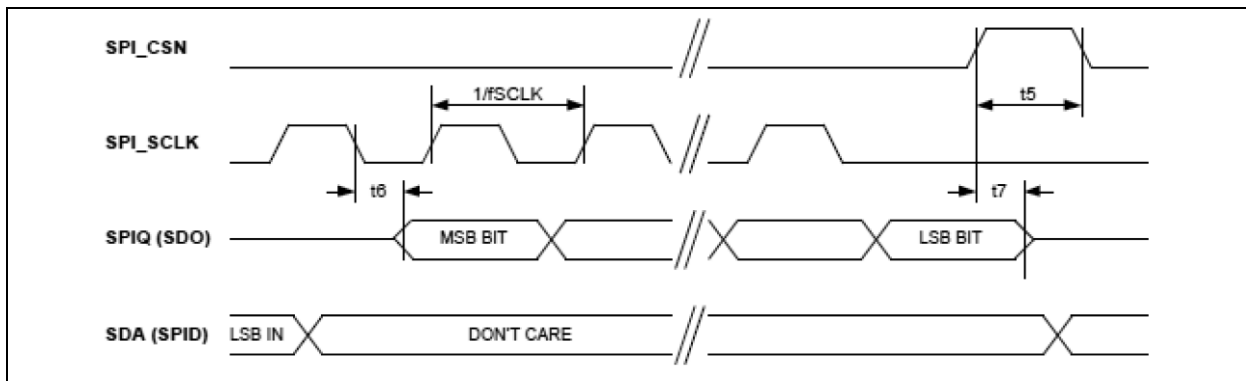 SPI_CSN
1/fSCLK
t5
SPI_SCLK
t6
t7
SPIQ (SDO)
MSB BIT
LSB BIT
SDA (SPID)
LSB IN
DON'T CARE